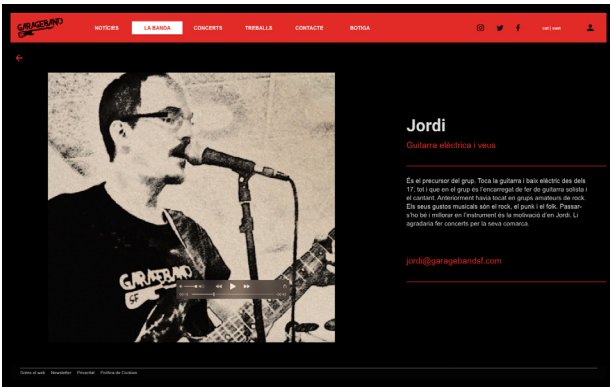 GARAGEBAND
NOTÍCIES LA BANDA CONCERTS TREBALLS CONTACTE BOTIGA
Jordi
Guitarra elèctrica i veus
És el precursor del grup. Toca la guitarra i baix elèctric des dels
17, tot i que en el grup és l'encarregat de fer de guitarra solista i
el cantant. Anteriorment havia tocat en grups amateurs de rock.
Els seus gustos musicals són el rock, el punk i el folk. Passar-
s'ho bé i millorar en l'instrument és la motivació d'en Jordi. Li
agradaria fer concerts per la seva comarca.
jordi@garagebandsf.com
GARAGEBAND
SF
Sobre el web Newsletter Privacitat Política de Cookies